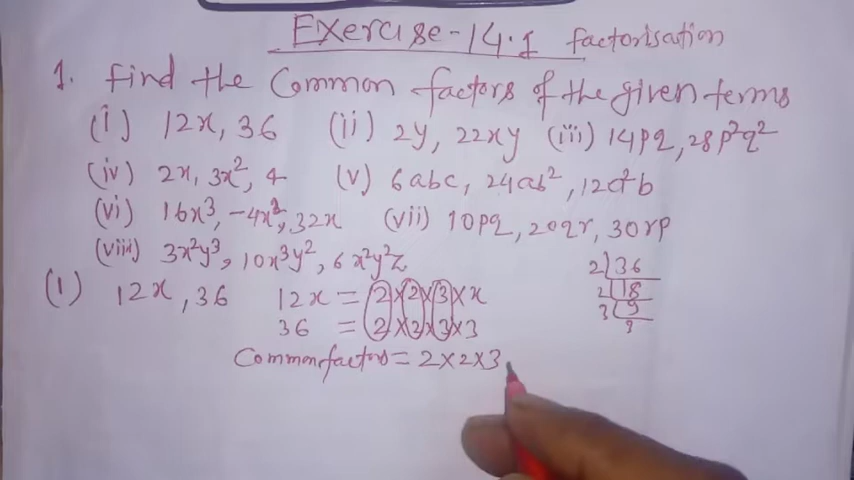 Exercise-14.1 factorisation
1. Find the Common factors of the given terms
(i) 12x, 36 (ii) 2y, 22xy (iii) 14pq, 28p²q²
(iv) 2x, 3x², 4 (v) 6abc, 24ab², 12a²b
(vi) 16x³, -4x², 32x (vii) 10pq, 20qr, 30rp
(viii) 3x²y³, 10x³y², 6x²y²z
(1) 12x, 36 12x = 2×2×3×x
36 = 2×2×3×3
Common factors = 2×2×3
2 36
2 18
3 9
3